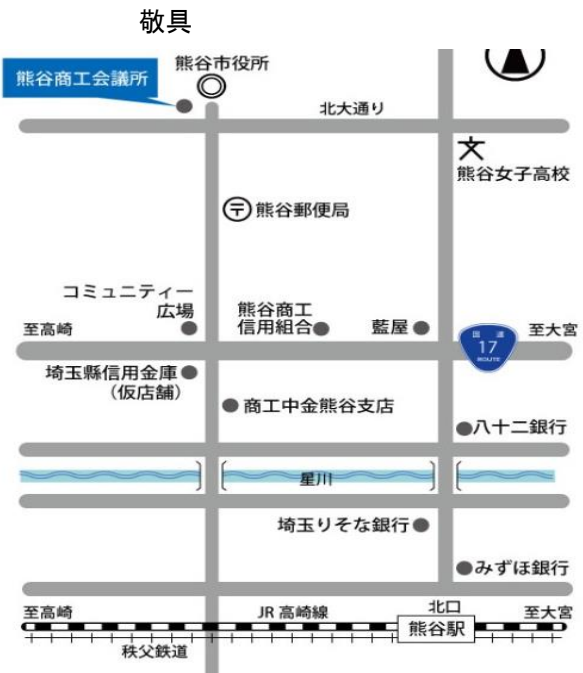 敬具
熊谷市役所
熊谷商工会議所
北大通り
文
熊谷女子高校
〒熊谷郵便局
コミュニティー
広場
熊谷商工
信用組合
藍屋
至高崎
国道
17
ROUTE
至大宮
埼玉縣信用金庫
(仮店舗)
商工中金熊谷支店
八十二銀行
星川
埼玉りそな銀行
みずほ銀行
至高崎
JR高崎線
北口
熊谷駅
至大宮
秩父鉄道